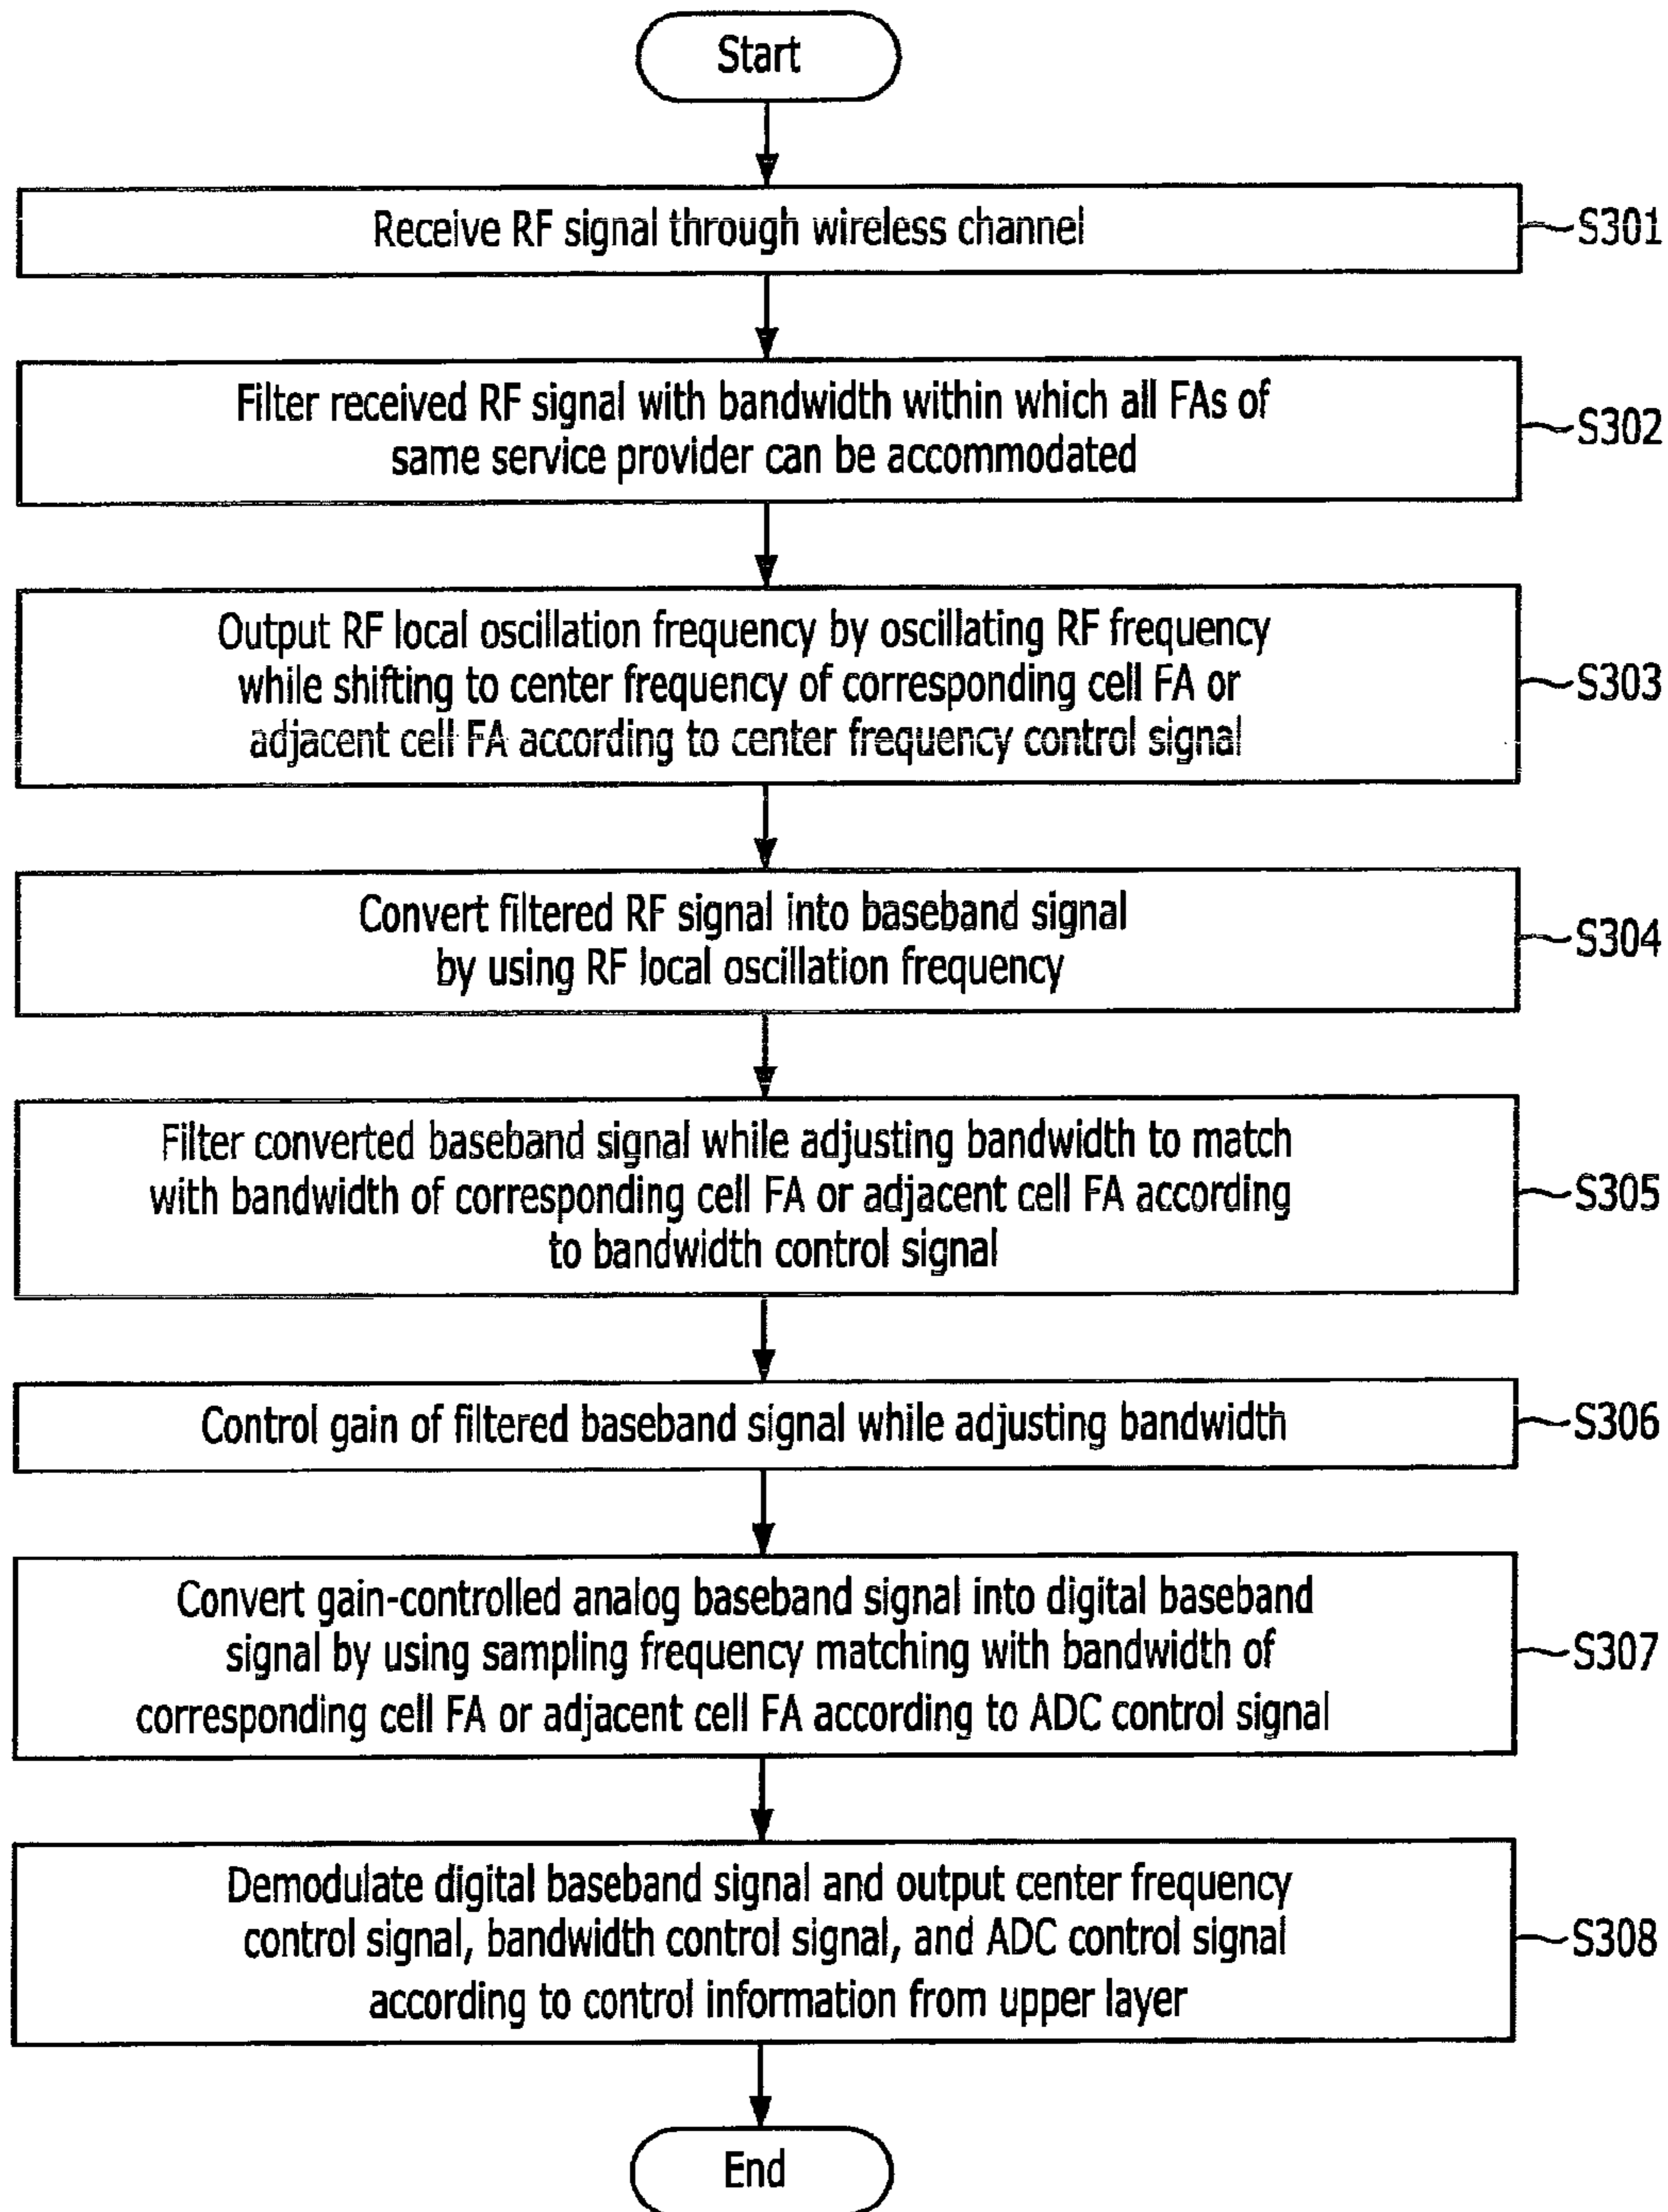 Start
Receive RF signal through wireless channel
S301
Filter received RF signal with bandwidth within which all FAs of
same service provider can be accommodated
S302
Output RF local oscillation frequency by oscillating RF frequency
while shifting to center frequency of corresponding cell FA or
adjacent cell FA according to center frequency control signal
S303
Convert filtered RF signal into baseband signal
by using RF local oscillation frequency
S304
Filter converted baseband signal while adjusting bandwidth to match
with bandwidth of corresponding cell FA or adjacent cell FA according
to bandwidth control signal
S305
Control gain of filtered baseband signal while adjusting bandwidth
S306
Convert gain-controlled analog baseband signal into digital baseband
signal by using sampling frequency matching with bandwidth of
corresponding cell FA or adjacent cell FA according to ADC control signal
S307
Demodulate digital baseband signal and output center frequency
control signal, bandwidth control signal, and ADC control signal
according to control information from upper layer
S308
End